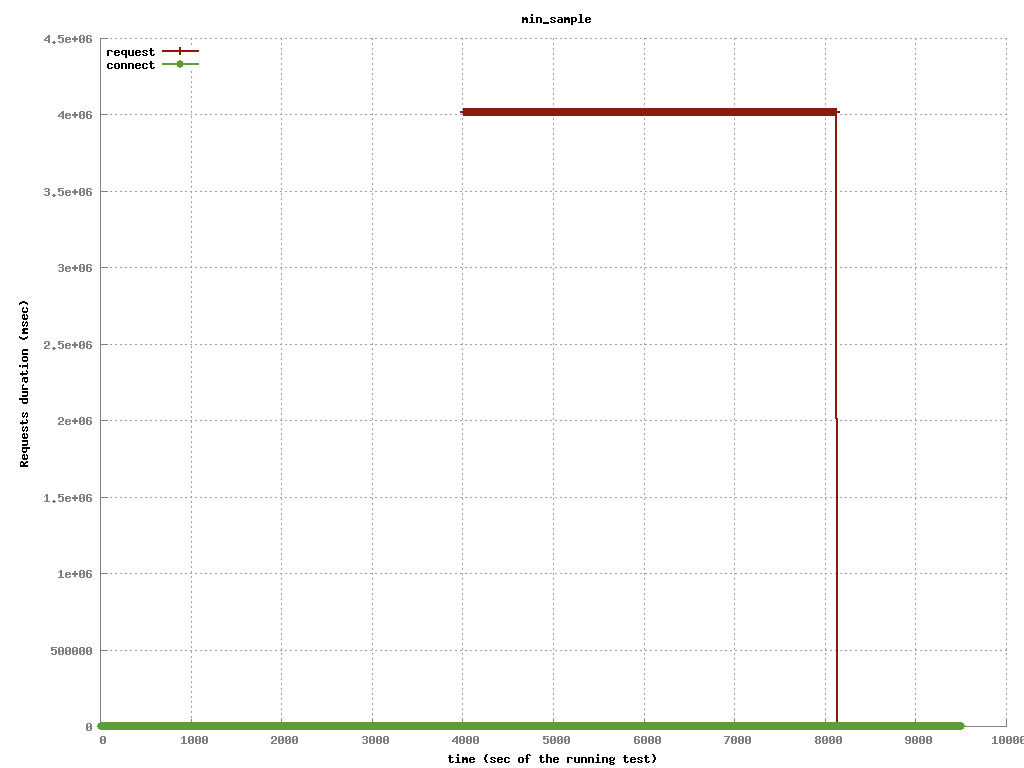 min_sample
4.5e+06
request
connect
4e+06
3.5e+06
3e+06
2.5e+06
2e+06
1.5e+06
1e+06
500000
0
Requests duration (msec)
0 1000 2000 3000 4000 5000 6000 7000 8000 9000 10000
time (sec of the running test)